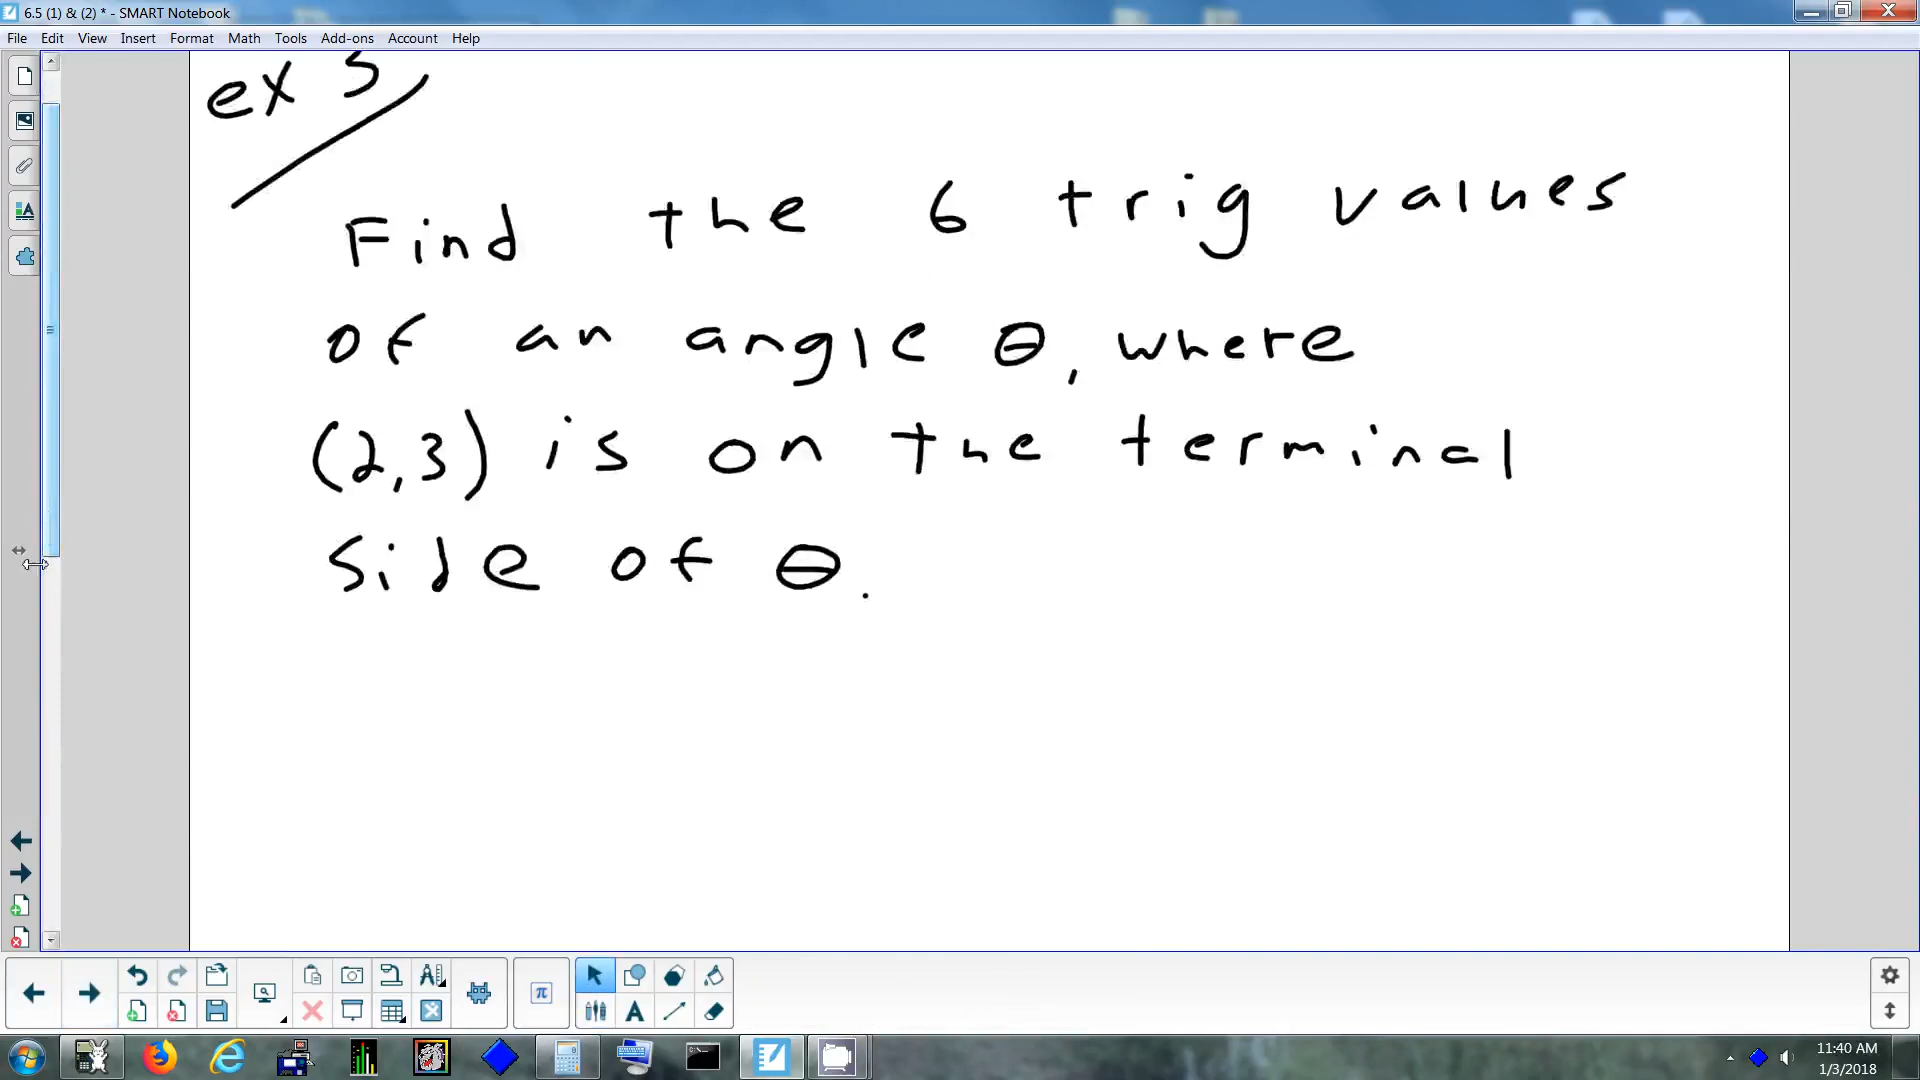 6.5 (1) & (2) * - SMART Notebook
File Edit View Insert Format Math Tools Add-ons Account Help
ex 5
Find the 6 trig values
of an angle θ, where
(2,3) is on the terminal
side of θ.
π
A
11:40 AM
1/3/2018